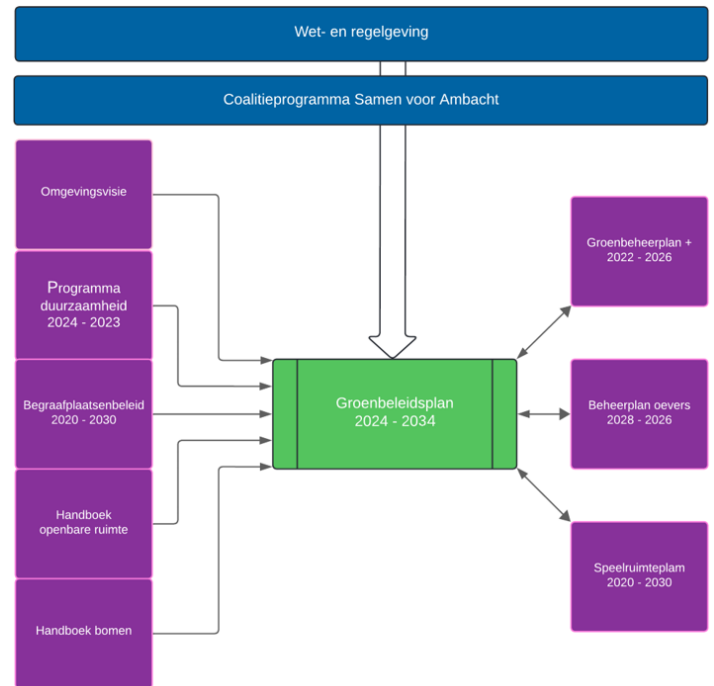 Wet- en regelgeving
Coalitieprogramma Samen voor Ambacht
Omgevingsvisie
Programma
duurzaamheid
2024 - 2023
Begraafplaatsenbeleid
2020 - 2030
Handboek
openbare ruimte
Handboek bomen
Groenbeleidsplan
2024 - 2034
Groenbeheerplan +
2022 - 2026
Beheerplan oevers
2028 - 2026
Speelruimteplam
2020 - 2030